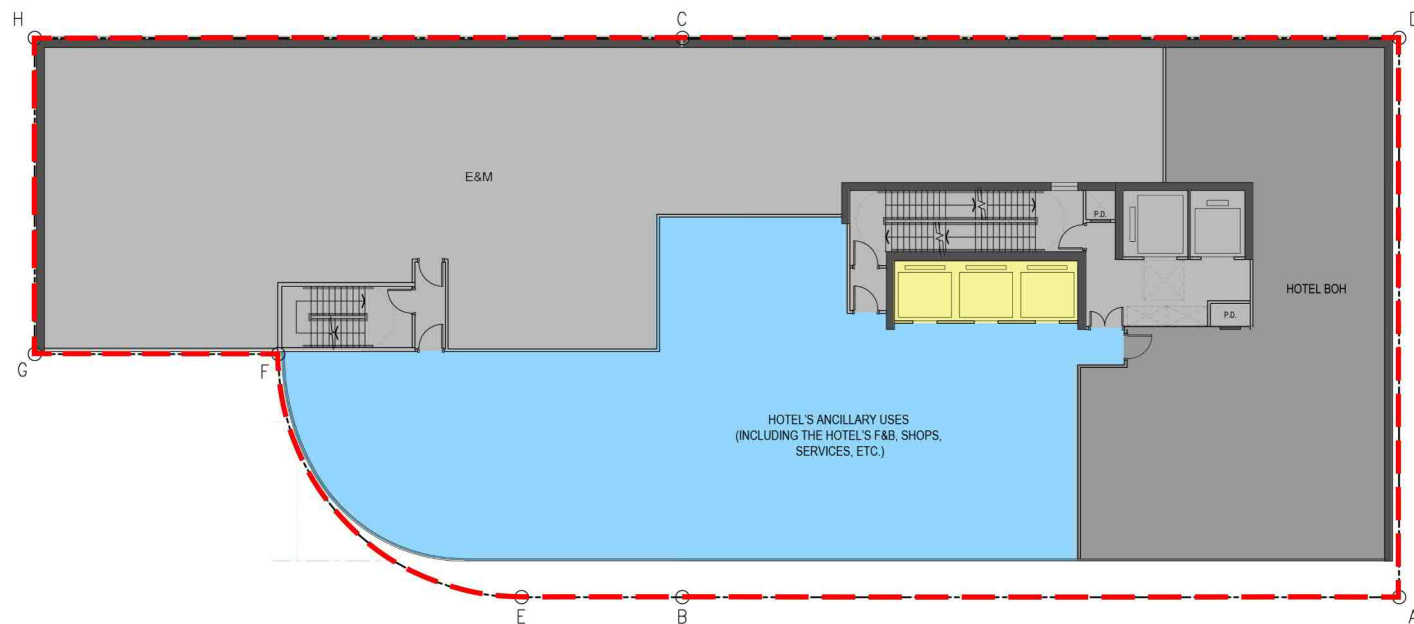 H
C
D
E&M
P.D.
HOTEL BOH
P.D.
G
F
HOTEL'S ANCILLARY USES
(INCLUDING THE HOTEL'S F&B, SHOPS,
SERVICES, ETC.)
E
B
A